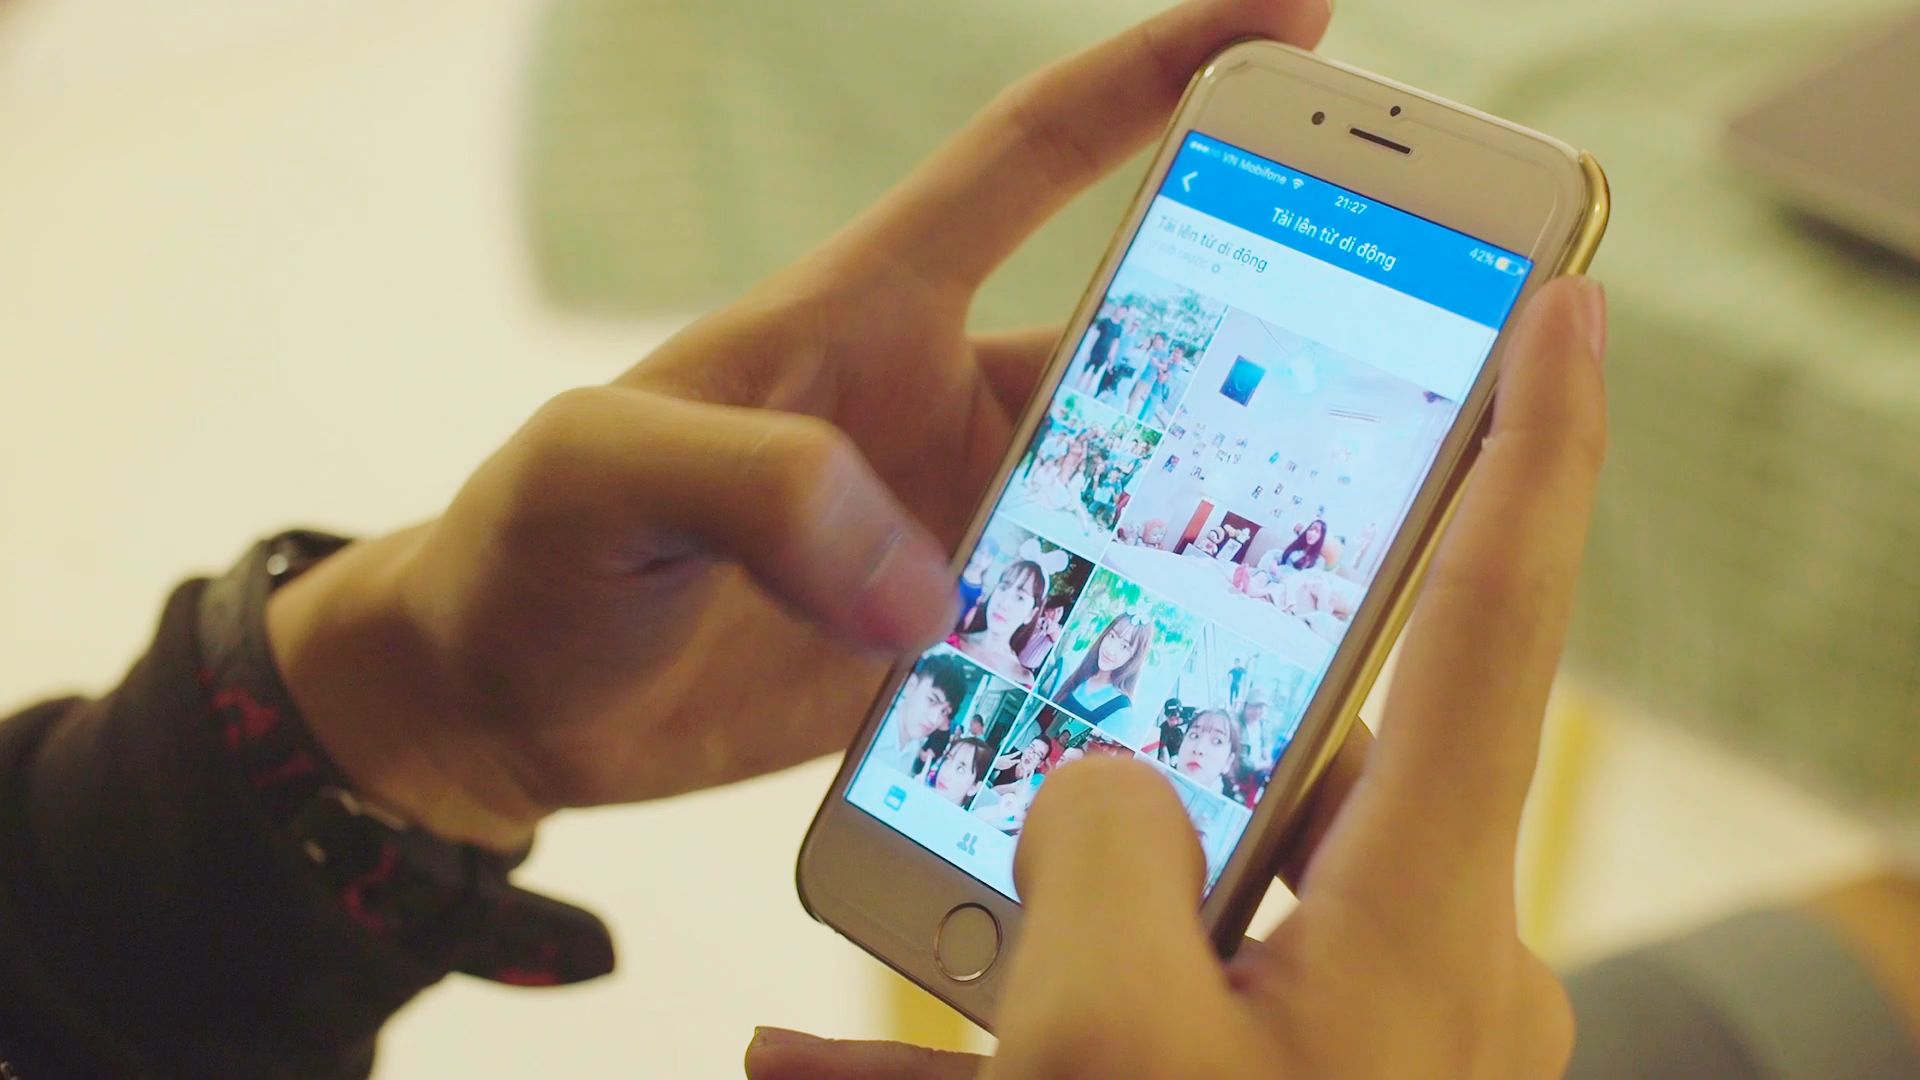 VN Mobifone
21:27
42%
Tải lên từ di động
Tải lên từ di động